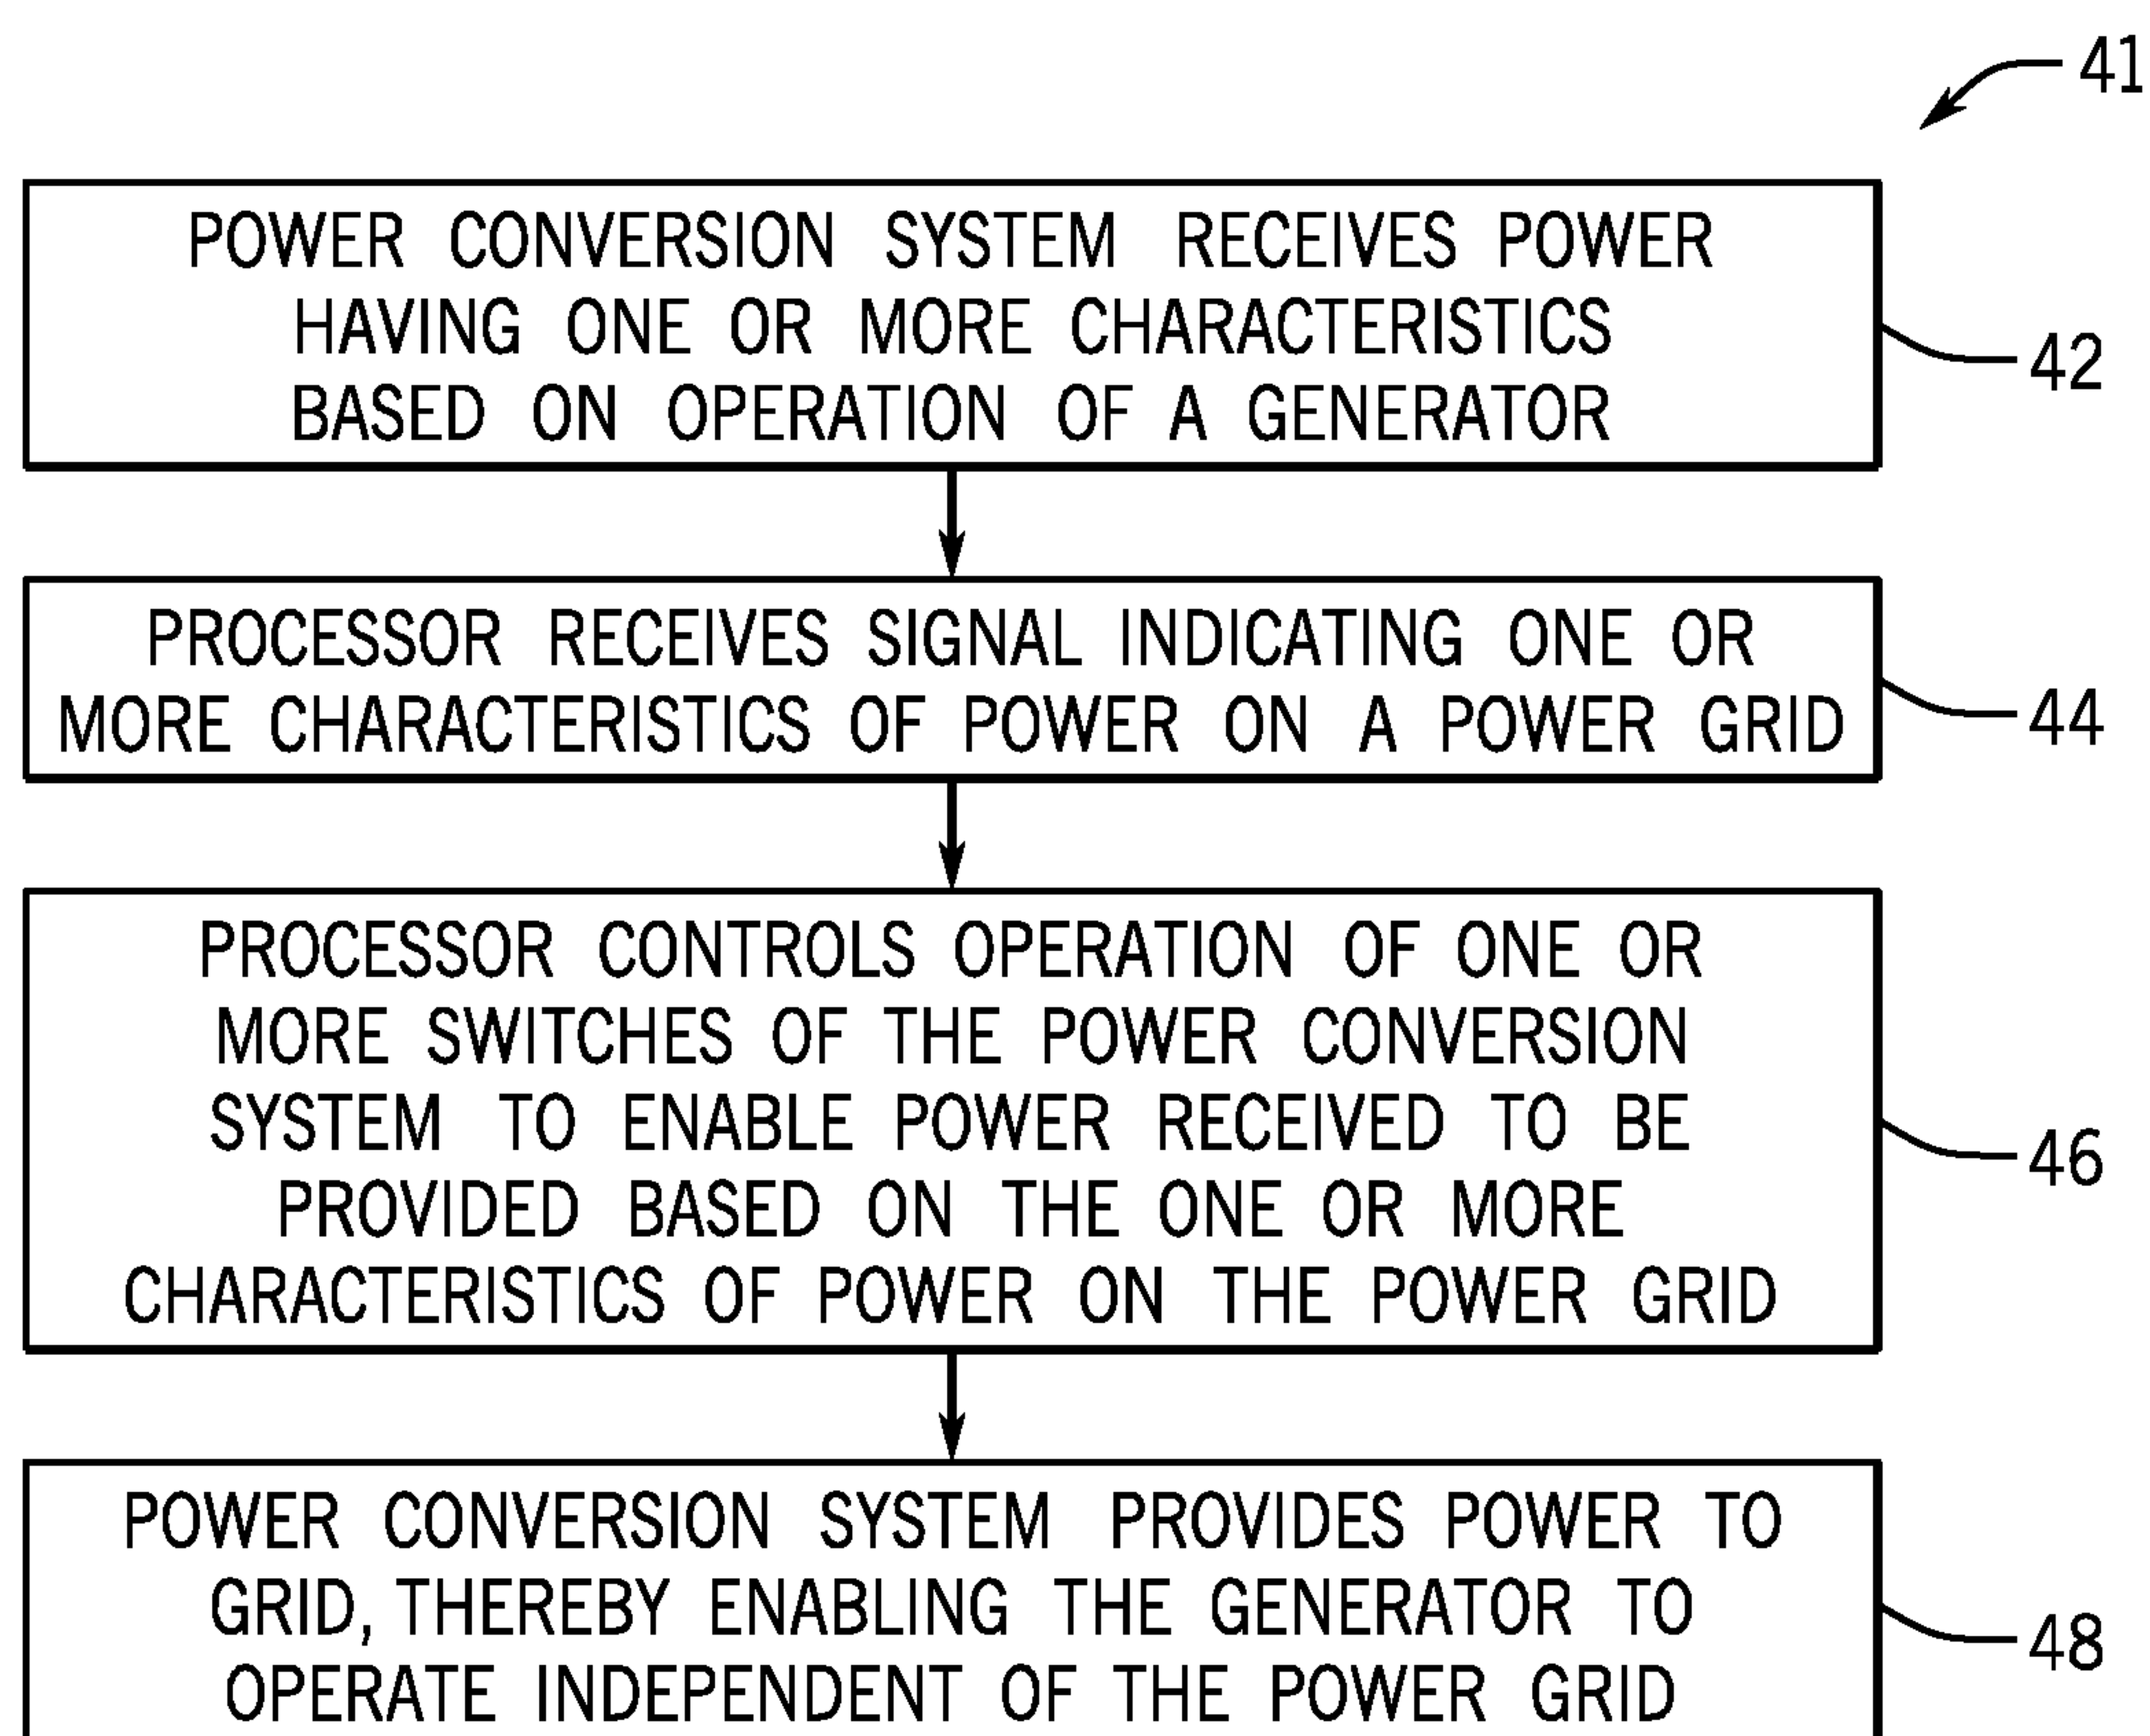 41
POWER CONVERSION SYSTEM RECEIVES POWER
HAVING ONE OR MORE CHARACTERISTICS
BASED ON OPERATION OF A GENERATOR
42
PROCESSOR RECEIVES SIGNAL INDICATING ONE OR
MORE CHARACTERISTICS OF POWER ON A POWER GRID
44
PROCESSOR CONTROLS OPERATION OF ONE OR
MORE SWITCHES OF THE POWER CONVERSION
SYSTEM TO ENABLE POWER RECEIVED TO BE
PROVIDED BASED ON THE ONE OR MORE
CHARACTERISTICS OF POWER ON THE POWER GRID
46
POWER CONVERSION SYSTEM PROVIDES POWER TO
GRID, THEREBY ENABLING THE GENERATOR TO
OPERATE INDEPENDENT OF THE POWER GRID
48